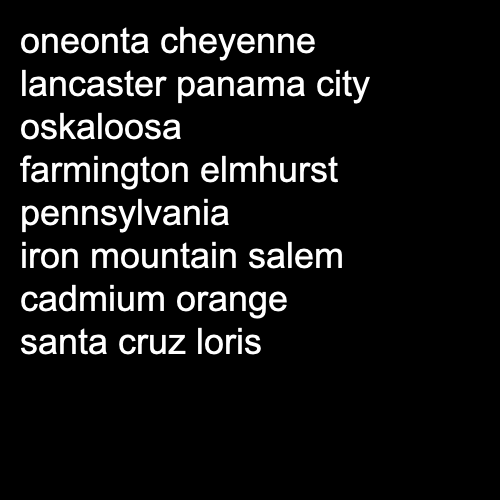 oneonta cheyenne
lancaster panama city
oskaloosa
farmington elmhurst
pennsylvania
iron mountain salem
cadmium orange
santa cruz loris